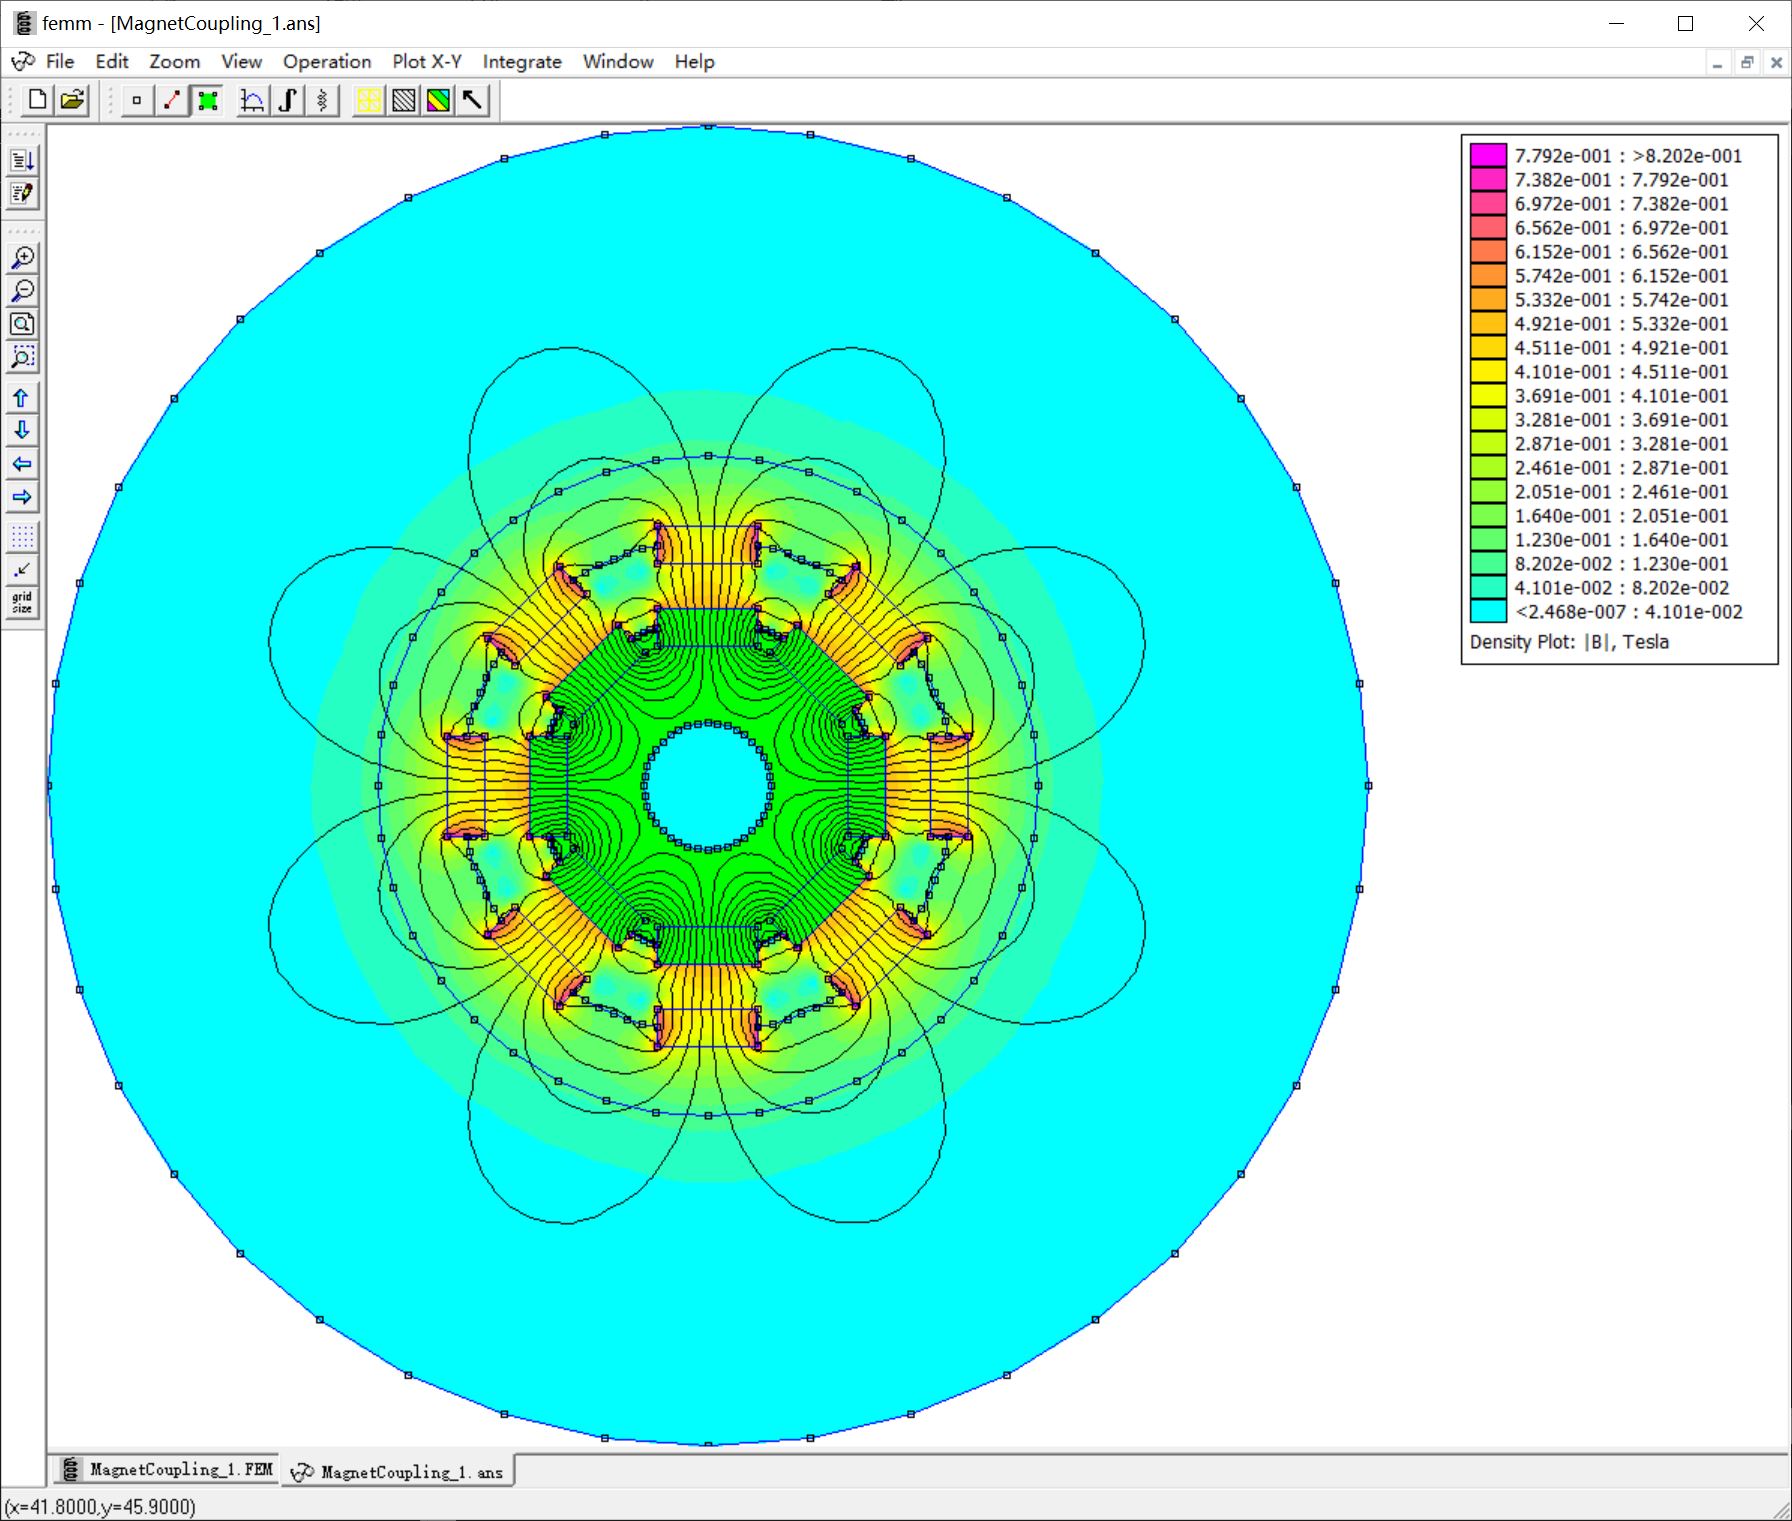 femm - [MagnetCoupling_1.ans]
File Edit Zoom View Operation Plot X-Y Integrate Window Help
grid
size
7.792e-001 : >8.202e-001
7.382e-001 : 7.792e-001
6.972e-001 : 7.382e-001
6.562e-001 : 6.972e-001
6.152e-001 : 6.562e-001
5.742e-001 : 6.152e-001
5.332e-001 : 5.742e-001
4.921e-001 : 5.332e-001
4.511e-001 : 4.921e-001
4.101e-001 : 4.511e-001
3.691e-001 : 4.101e-001
3.281e-001 : 3.691e-001
2.871e-001 : 3.281e-001
2.461e-001 : 2.871e-001
2.051e-001 : 2.461e-001
1.640e-001 : 2.051e-001
1.230e-001 : 1.640e-001
8.202e-002 : 1.230e-001
4.101e-002 : 8.202e-002
<2.468e-007 : 4.101e-002
Density Plot: |B|, Tesla
MagnetCoupling_1.FEM MagnetCoupling_1.ans
(x=41.8000,y=45.9000)